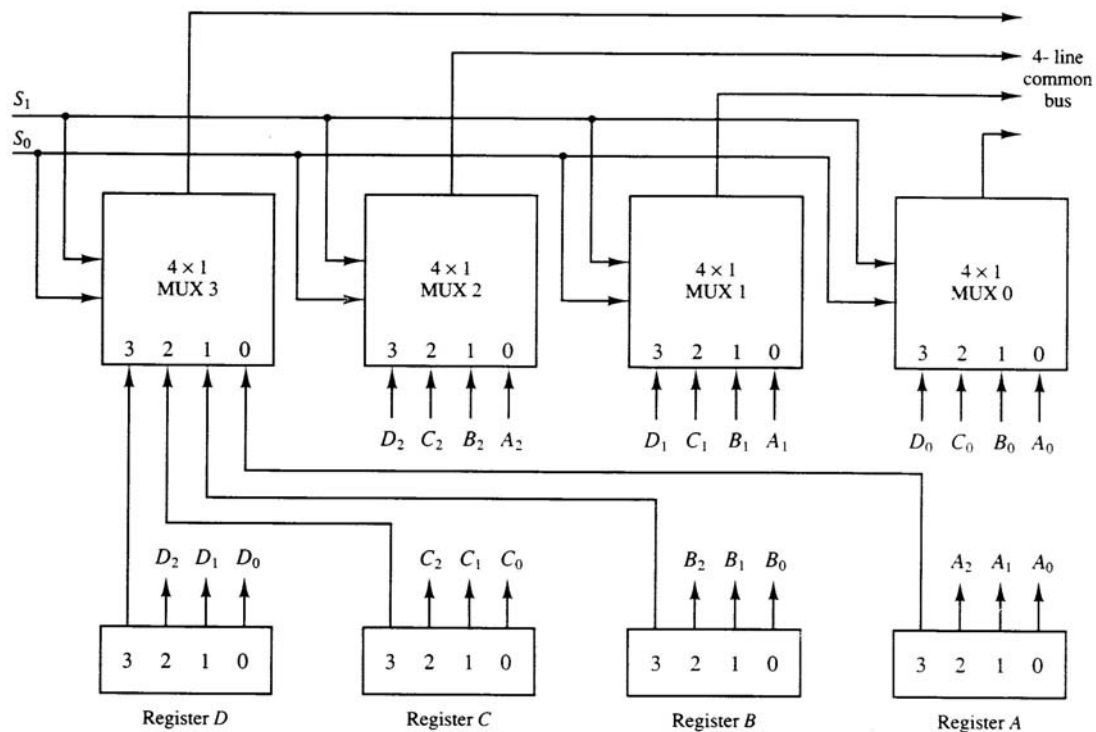 4- line
common
bus
S₁
S₀
4 × 1
MUX 3
3 2 1 0
4 × 1
MUX 2
3 2 1 0
4 × 1
MUX 1
3 2 1 0
4 × 1
MUX 0
3 2 1 0
D₂ C₂ B₂ A₂
D₁ C₁ B₁ A₁
D₀ C₀ B₀ A₀
D₂ D₁ D₀
C₂ C₁ C₀
B₂ B₁ B₀
A₂ A₁ A₀
3 2 1 0
3 2 1 0
3 2 1 0
3 2 1 0
Register D
Register C
Register B
Register A